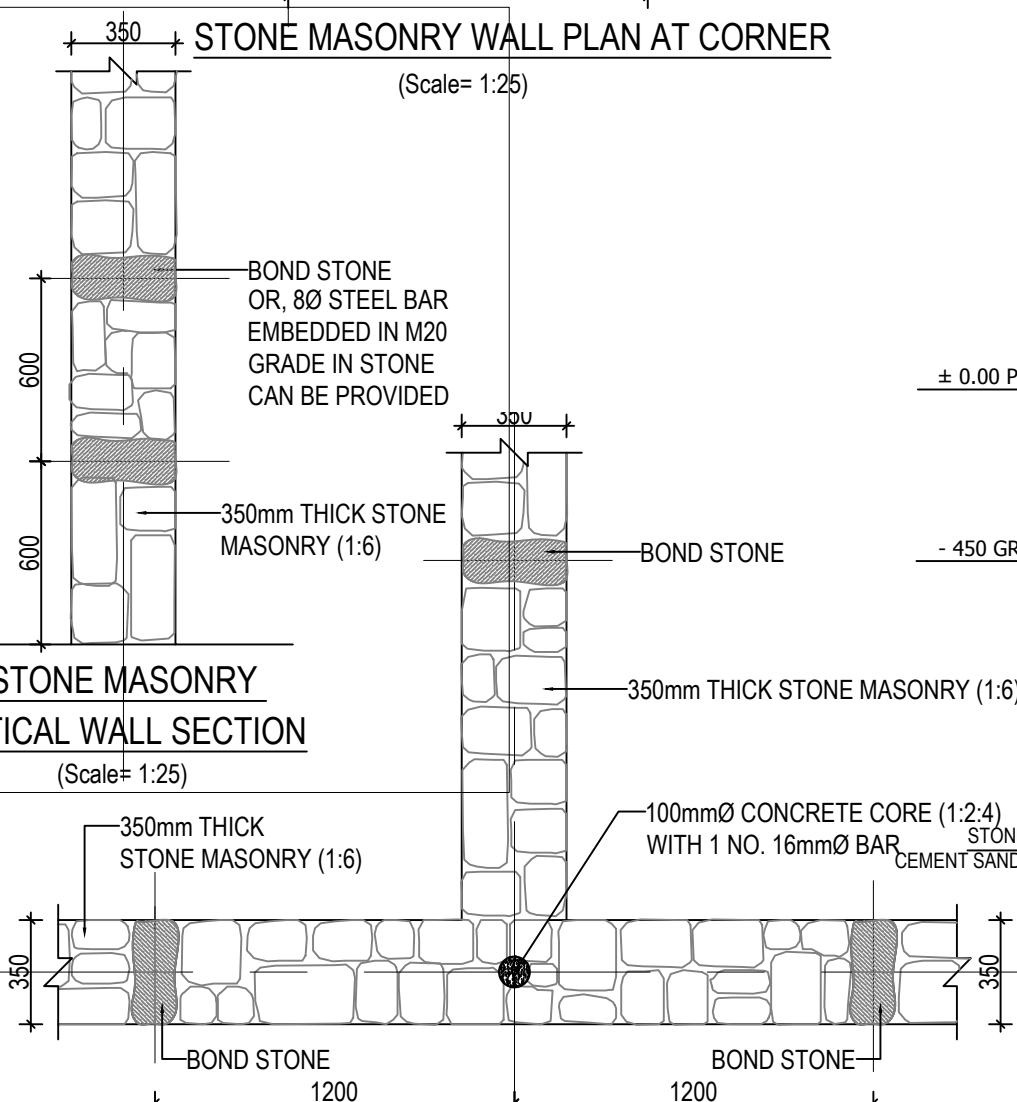 350
STONE MASONRY WALL PLAN AT CORNER
(Scale= 1:25)
BOND STONE
OR, 8Ø STEEL BAR
EMBEDDED IN M20
GRADE IN STONE
CAN BE PROVIDED
600
350mm THICK STONE
MASONRY (1:6)
600
STONE MASONRY
TICAL WALL SECTION
(Scale= 1:25)
350
BOND STONE
350mm THICK STONE MASONRY (1:6)
± 0.00 P
- 450 GR
100mmØ CONCRETE CORE (1:2:4)
WITH 1 NO. 16mmØ BAR
STON
CEMENT SAND
350mm THICK
STONE MASONRY (1:6)
350
350
BOND STONE
BOND STONE
1200
1200